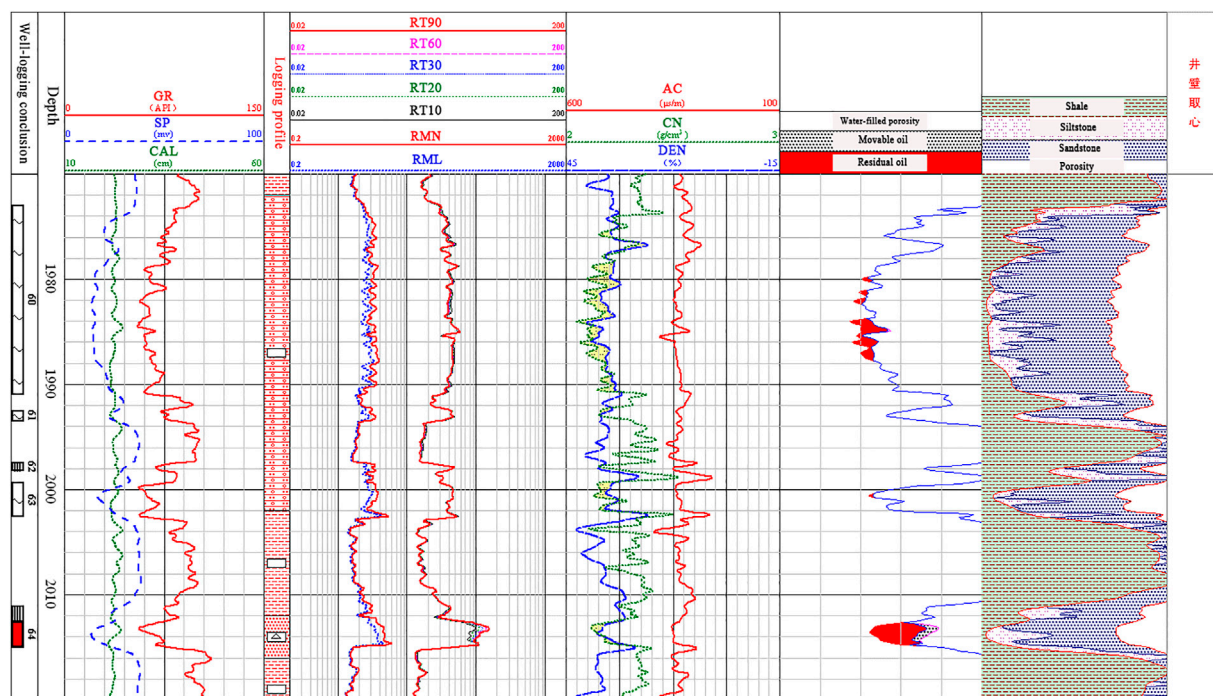 Well-logging conclusion
Depth
0 GR 150
(API)
0 SP 100
(mv)
10 CAL 60
(cm)
Logging profile
0.02 RT90 200
0.02 RT60 200
0.02 RT30 200
0.02 RT20 200
0.02 RT10 200
0.2 RMN 2000
0.2 RML 2000
600 AC 100
(μs/m)
2 CN 3
(g/cm³)
45 DEN -15
(%)
Water-filled porosity
Movable oil
Residual oil
Shale
Siltstone
Sandstone
Porosity
井壁取心
60
61
62
63
64
1980
1990
2000
2010